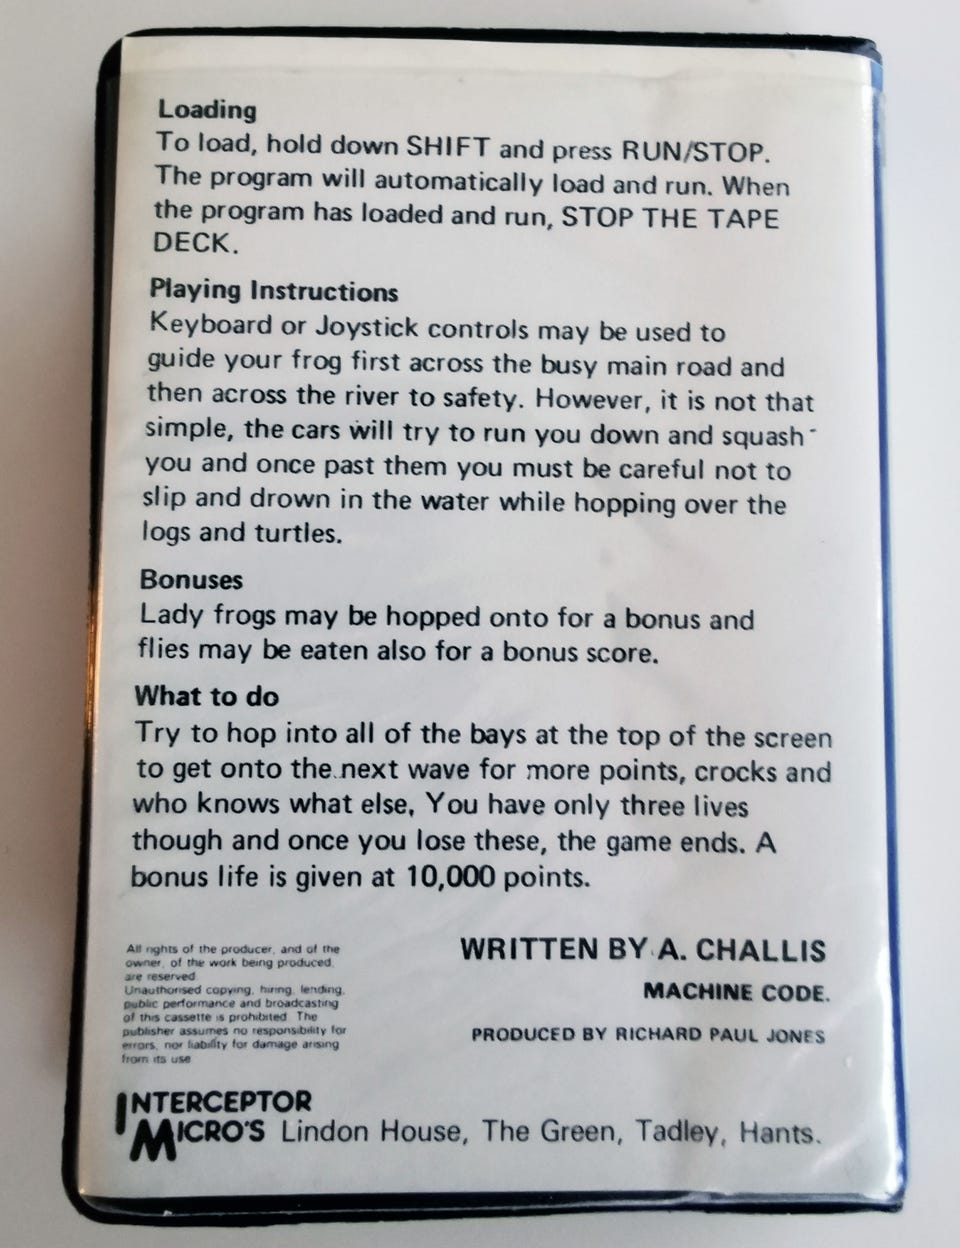 Loading
To load, hold down SHIFT and press RUN/STOP.
The program will automatically load and run. When
the program has loaded and run, STOP THE TAPE
DECK.
Playing Instructions
Keyboard or Joystick controls may be used to
guide your frog first across the busy main road and
then across the river to safety. However, it is not that
simple, the cars will try to run you down and squash
you and once past them you must be careful not to
slip and drown in the water while hopping over the
logs and turtles.
Bonuses
Lady frogs may be hopped onto for a bonus and
flies may be eaten also for a bonus score.
What to do
Try to hop into all of the bays at the top of the screen
to get onto the next wave for more points, crocks and
who knows what else, You have only three lives
though and once you lose these, the game ends. A
bonus life is given at 10,000 points.
All rights of the producer, and of the
owner, of the work being produced,
are reserved
Unauthorised copying, hiring, lending,
public performance and broadcasting
of this cassette is prohibited. The
publisher assumes no responsibility for
errors, nor liability for damage arising
from its use
WRITTEN BY A. CHALLIS
MACHINE CODE.
PRODUCED BY RICHARD PAUL JONES
INTERCEPTOR
MICRO'S Lindon House, The Green, Tadley, Hants.